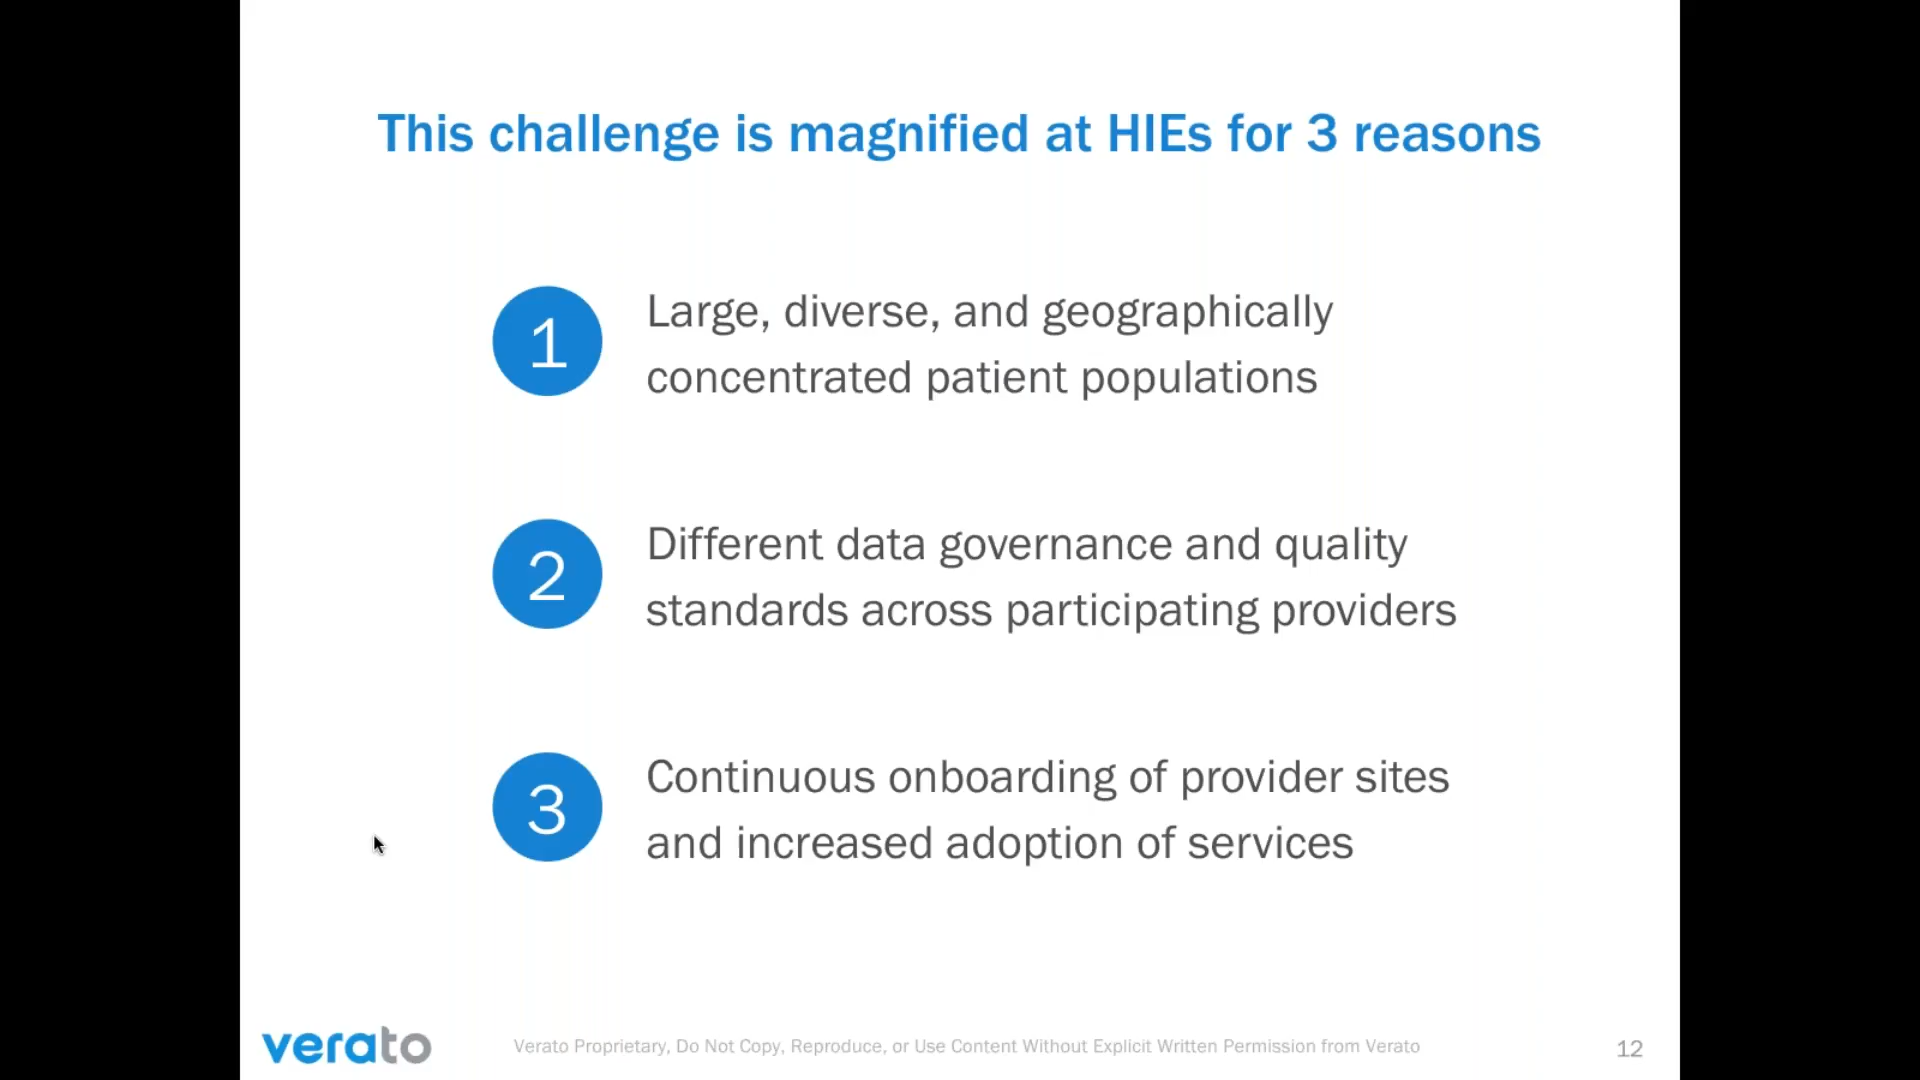 This challenge is magnified at HIEs for 3 reasons
1
Large, diverse, and geographically
concentrated patient populations
2
Different data governance and quality
standards across participating providers
3
Continuous onboarding of provider sites
and increased adoption of services
verato
Verato Proprietary, Do Not Copy, Reproduce, or Use Content Without Explicit Written Permission from Verato
12